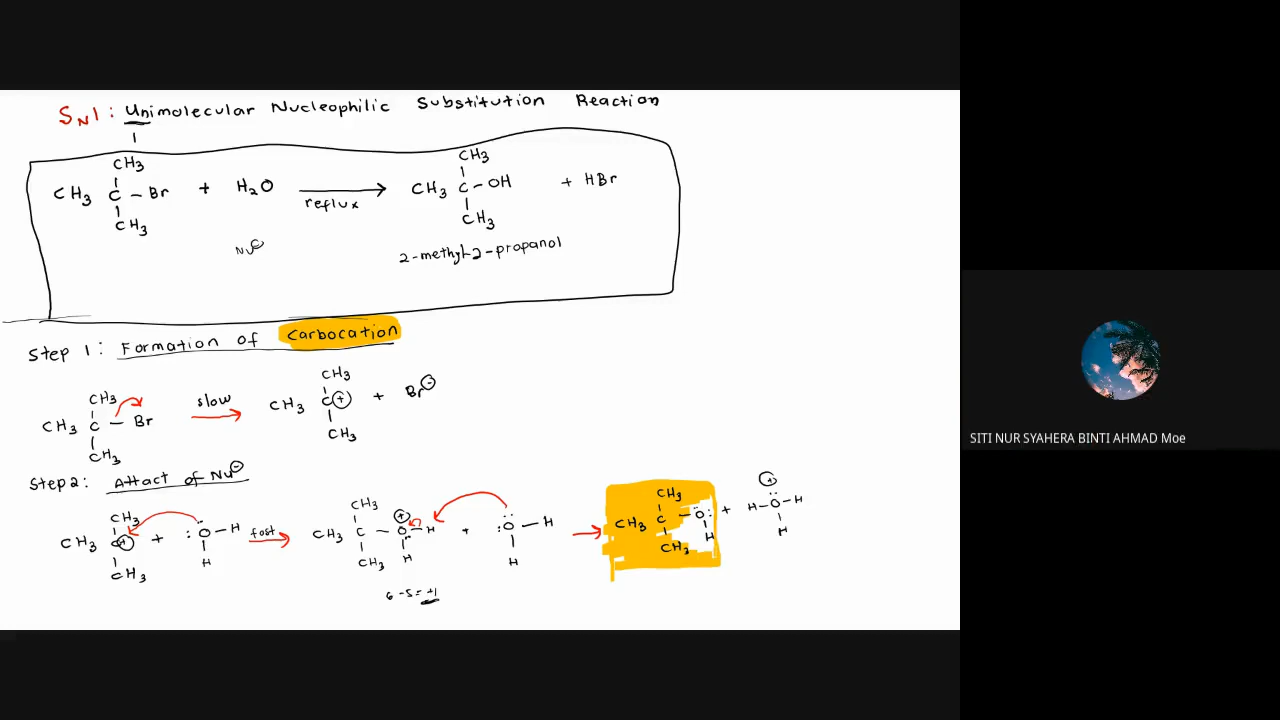 SN1: Unimolecular Nucleophilic Substitution Reaction
1
CH3
CH3 C - Br + H2O → CH3 C - OH + HBr
reflux
CH3
CH3
CH3
Nu⊖
2-methyl-2-propanol
Step 1: Formation of Carbocation
CH3
CH3
CH3 C - Br slow → CH3 C⊕ + Br⊖
CH3
CH3
Step 2: Attact of Nu⊖
CH3
CH3
CH3
CH3 C⊕ + :Ö - H fast → CH3 C - O⊕ - H + :Ö - H → CH3 C - Ö: + H - Ö⊕ - H
CH3 H
CH3 H H
CH3 H H
6 - 5 = +1
SITI NUR SYAHERA BINTI AHMAD Moe